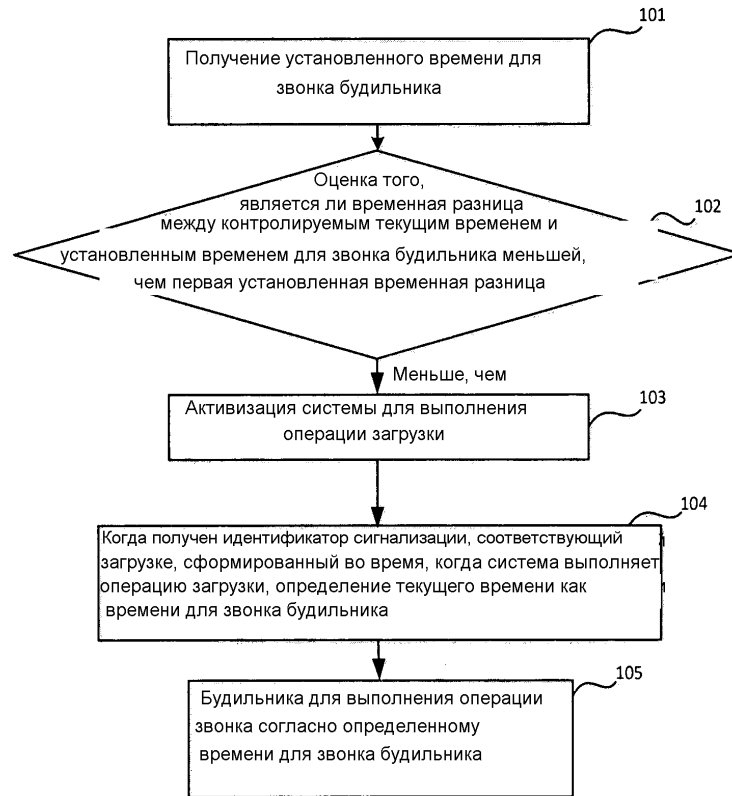 101
Получение установленного времени для
звонка будильника
Оценка того,
является ли временная разница
между контролируемым текущим временем и
102
установленным временем для звонка будильника меньшей,
чем первая установленная временная разница
Меньше, чем
103
Активизация системы для выполнения
операции загрузки
104
Когда получен идентификатор сигнализации, соответствующий
загрузке, сформированный во время, когда система выполняет
операцию загрузки, определение текущего времени как
времени для звонка будильника
105
Будильника для выполнения операции
звонка согласно определенному
времени для звонка будильника